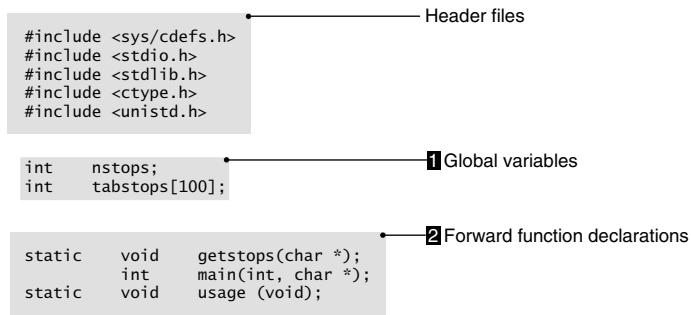 Header files
#include <sys/cdefs.h>
#include <stdio.h>
#include <stdlib.h>
#include <ctype.h>
#include <unistd.h>
1 Global variables
int nstops;
int tabstops[100];
2 Forward function declarations
static void getstops(char *);
int main(int, char *);
static void usage (void);